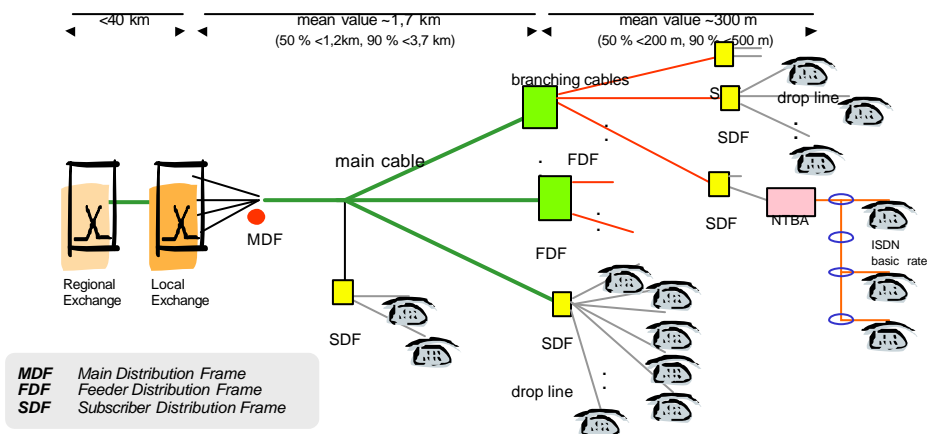 <40 km
mean value ~1,7 km
mean value ~300 m
(50 % <1,2km, 90 % <3,7 km)
(50 % <200 m, 90 % <500 m)
branching cables
S
drop line
SDF
main cable
FDF
SDF
NTBA
MDF
FDF
ISDN
basic rate
Regional
Exchange
Local
Exchange
SDF
SDF
drop line
MDF Main Distribution Frame
FDF Feeder Distribution Frame
SDF Subscriber Distribution Frame